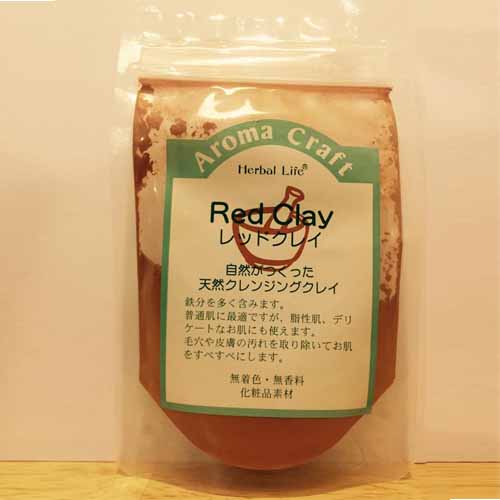 Aroma Craft
Herbal Life®
Red Clay
レッドクレイ
自然がつくった
天然クレンジングクレイ
鉄分を多く含みます。
普通肌に最適ですが、脂性肌、デリ
ケートなお肌にも使えます。
毛穴や皮膚の汚れを取り除いてお肌
をすべすべにします。
無着色・無香料
化粧品素材